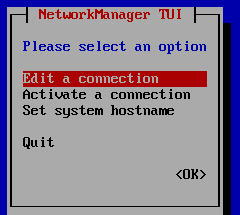 NetworkManager TUI
Please select an option
Edit a connection
Activate a connection
Set system hostname
Quit
<OK>